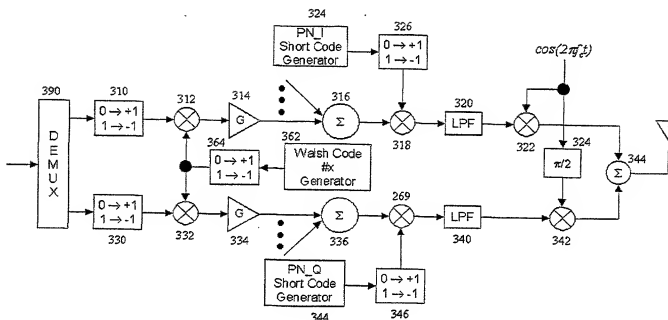 324
PN_I
Short Code
Generator
326
0→+1
1→-1
cos(2πf_ct)
390
DEMUX
310
0→+1
1→-1
312
314
G
316
Σ
318
320
LPF
322
324
π/2
344
Σ
364
0→+1
1→-1
362
Walsh Code
#x
Generator
0→+1
1→-1
330
332
G
334
Σ
336
269
LPF
340
342
PN_Q
Short Code
Generator
344
0→+1
1→-1
346